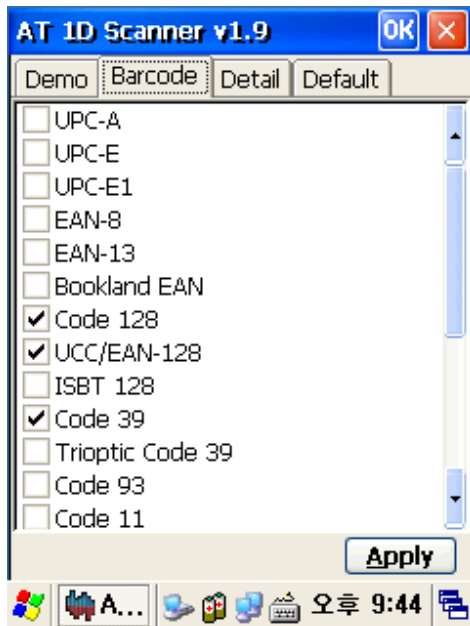 AT 1D Scanner v1.9 OK
Demo Barcode Detail Default
UPC-A
UPC-E
UPC-E1
EAN-8
EAN-13
Bookland EAN
Code 128
UCC/EAN-128
ISBT 128
Code 39
Trioptic Code 39
Code 93
Code 11
Apply
A... 오후 9:44